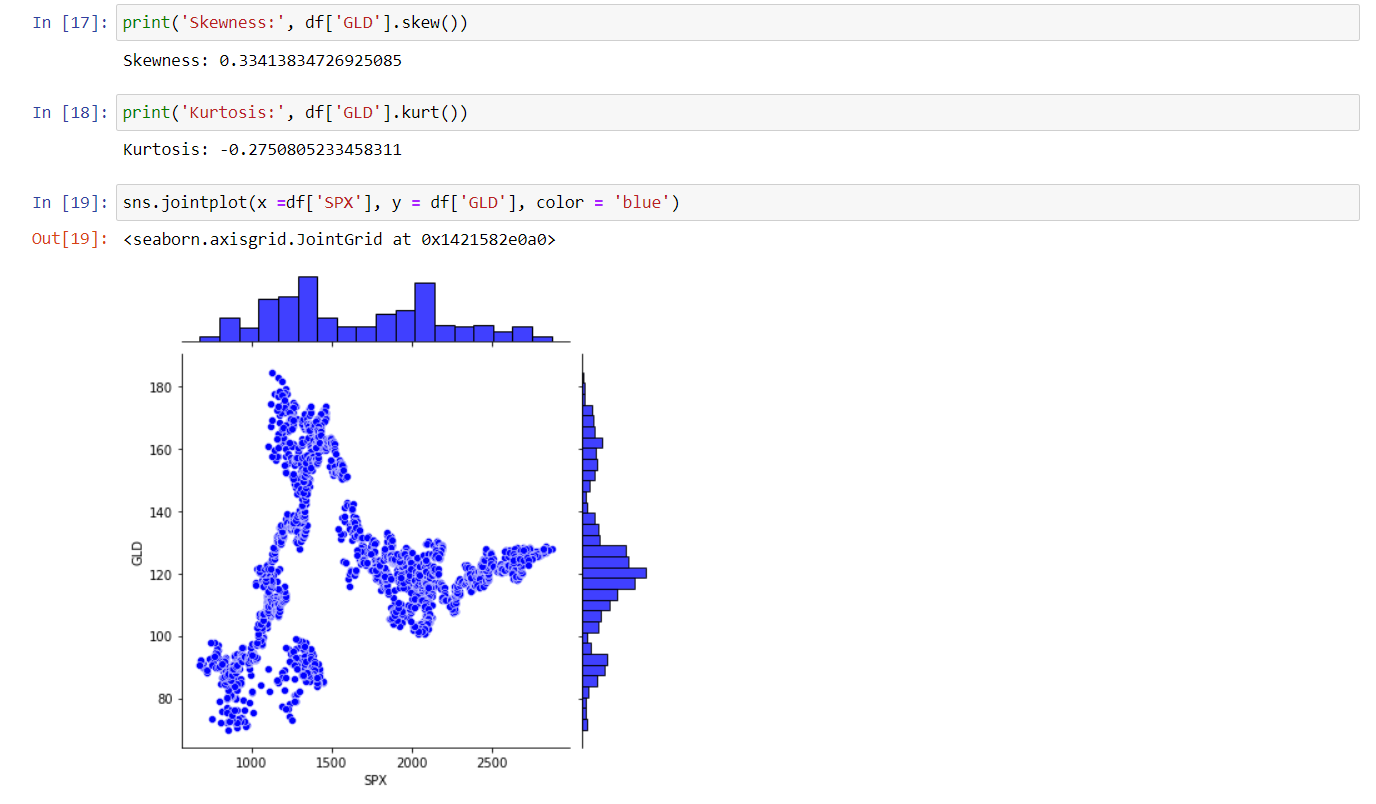 In [17]: print('Skewness:', df['GLD'].skew())
Skewness: 0.33413834726925085
In [18]: print('Kurtosis:', df['GLD'].kurt())
Kurtosis: -0.2750805233458311
In [19]: sns.jointplot(x =df['SPX'], y = df['GLD'], color = 'blue')
Out[19]: <seaborn.axisgrid.JointGrid at 0x1421582e0a0>
180
160
140
GLD
120
100
80
1000 1500 2000 2500
SPX